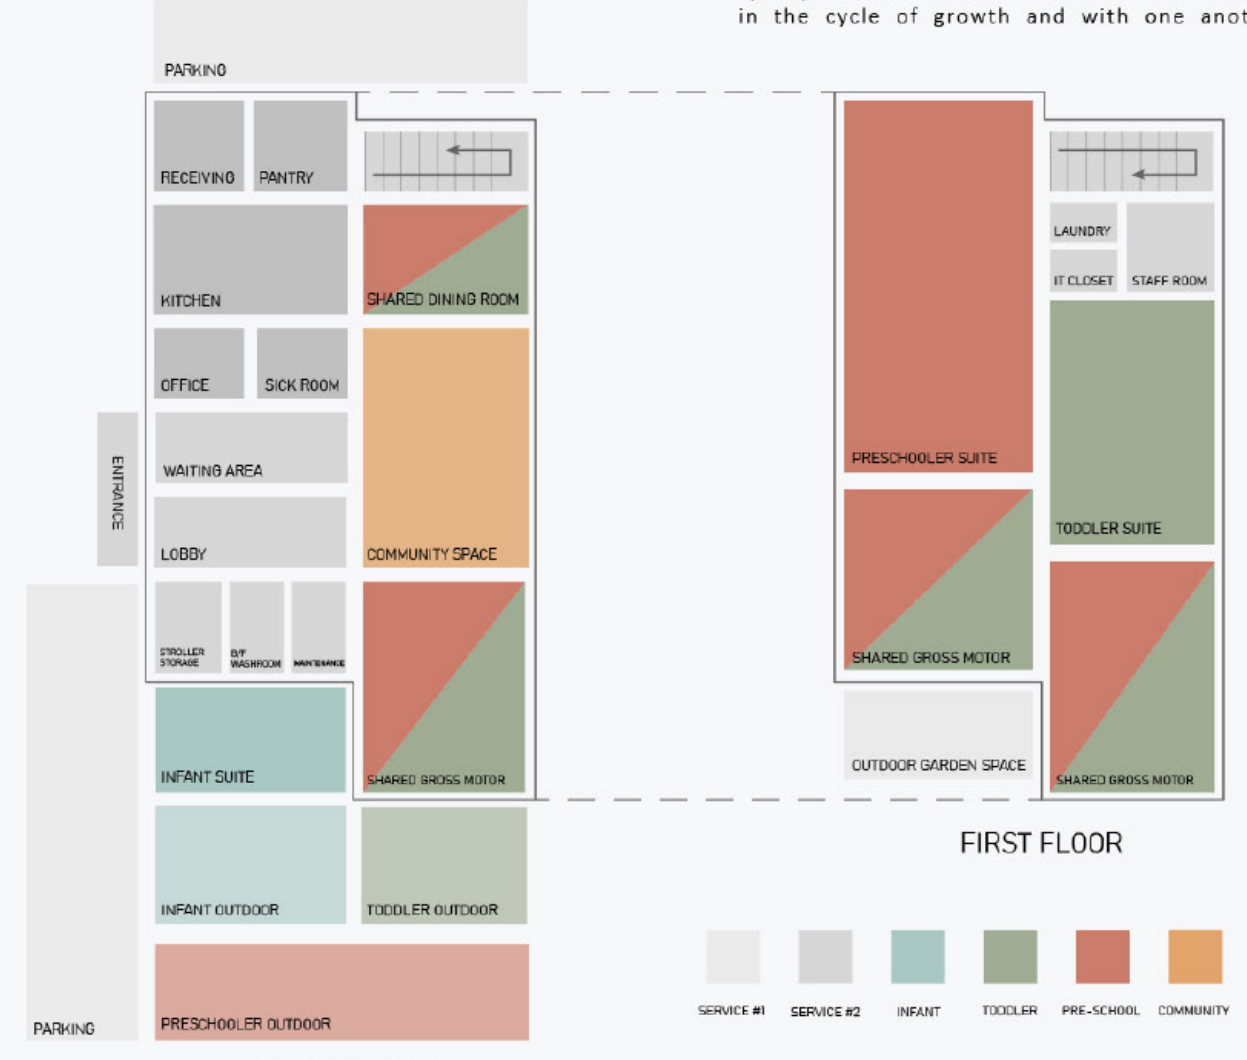 in the cycle of growth and with one anot
PARKING
RECEIVING
PANTRY
KITCHEN
SHARED DINING ROOM
OFFICE
SICK ROOM
WAITING AREA
ENTRANCE
LOBBY
COMMUNITY SPACE
STROLLER
STORAGE
B/F
WASHROOM
MAINTENANCE
INFANT SUITE
SHARED GROSS MOTOR
INFANT OUTDOOR
TODDLER OUTDOOR
PRESCHOOLER OUTDOOR
PARKING
LAUNDRY
IT CLOSET
STAFF ROOM
PRESCHOOLER SUITE
TODDLER SUITE
SHARED GROSS MOTOR
OUTDOOR GARDEN SPACE
SHARED GROSS MOTOR
FIRST FLOOR
SERVICE #1
SERVICE #2
INFANT
TODDLER
PRE-SCHOOL
COMMUNITY